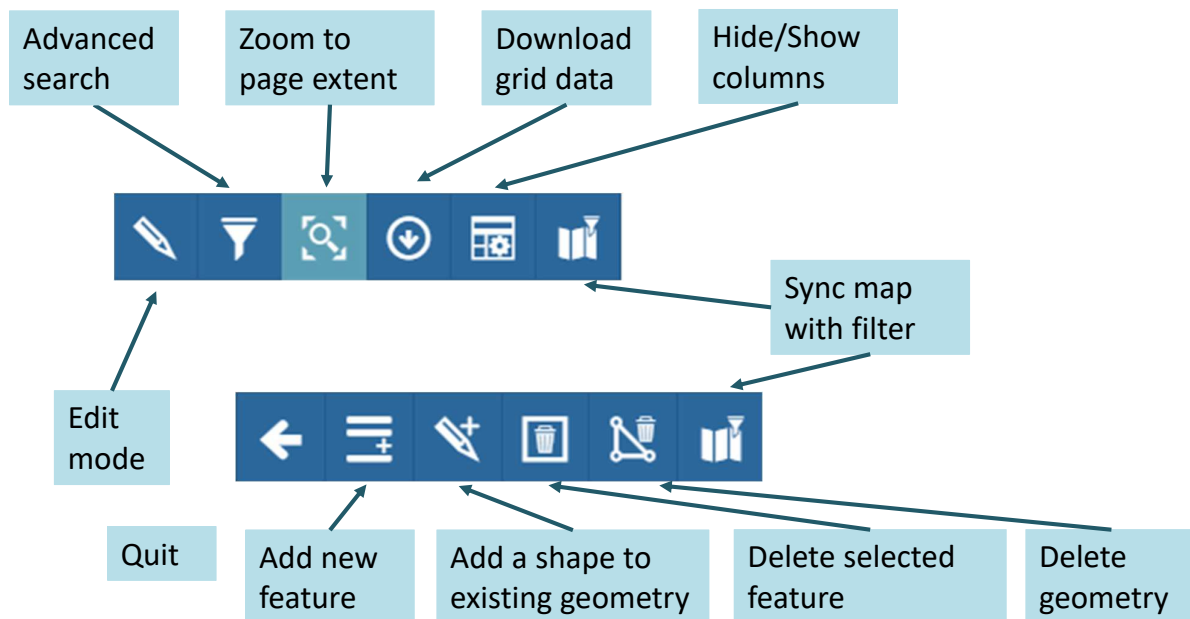 Advanced
search
Zoom to
page extent
Download
grid data
Hide/Show
columns
Sync map
with filter
Edit
mode
Quit
Add new
feature
Add a shape to
existing geometry
Delete selected
feature
Delete
geometry